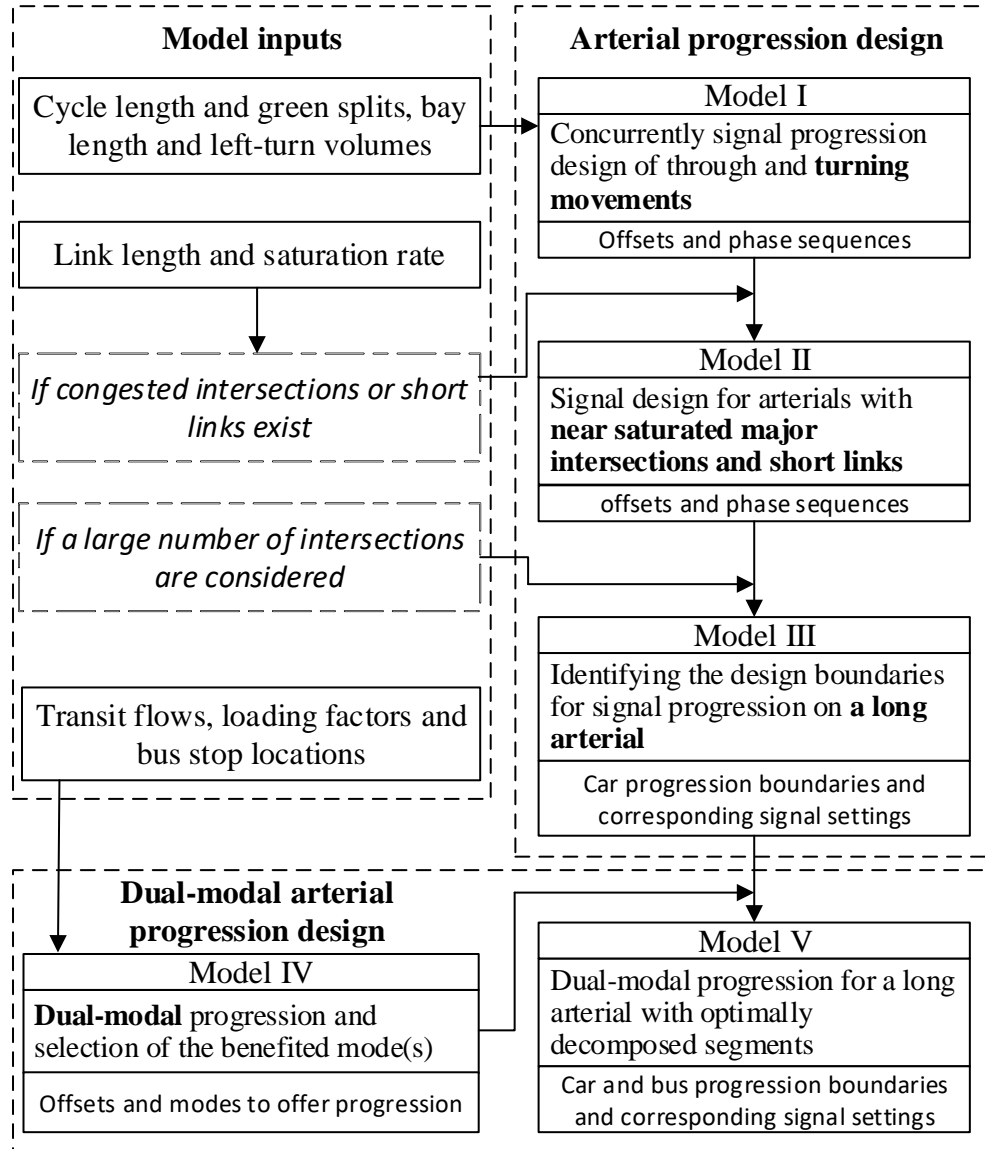 Model inputs
Cycle length and green splits, bay
length and left-turn volumes
Link length and saturation rate
If congested intersections or short
links exist
If a large number of intersections
are considered
Transit flows, loading factors and
bus stop locations
Arterial progression design
Model I
Concurrently signal progression
design of through and turning
movements
Offsets and phase sequences
Model II
Signal design for arterials with
near saturated major
intersections and short links
offsets and phase sequences
Model III
Identifying the design boundaries
for signal progression on a long
arterial
Car progression boundaries and
corresponding signal settings
Dual-modal arterial
progression design
Model IV
Dual-modal progression and
selection of the benefited mode(s)
Offsets and modes to offer progression
Model V
Dual-modal progression for a long
arterial with optimally
decomposed segments
Car and bus progression boundaries
and corresponding signal settings